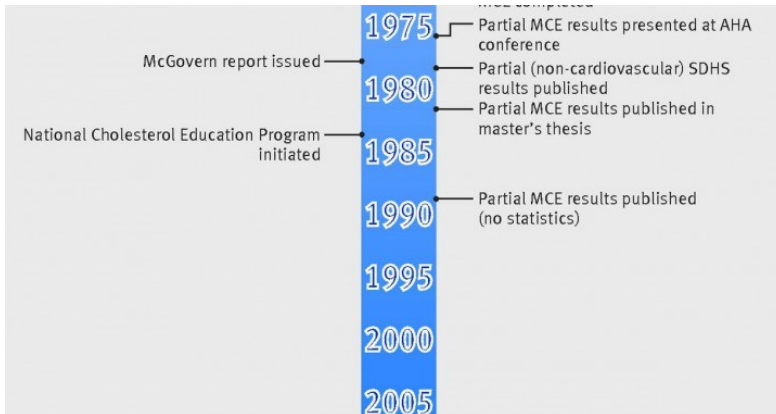 MCE completed
1975
Partial MCE results presented at AHA
conference
McGovern report issued
Partial (non-cardiovascular) SDHS
results published
1980
Partial MCE results published in
master's thesis
National Cholesterol Education Program
initiated
1985
Partial MCE results published
(no statistics)
1990
1995
2000
2005